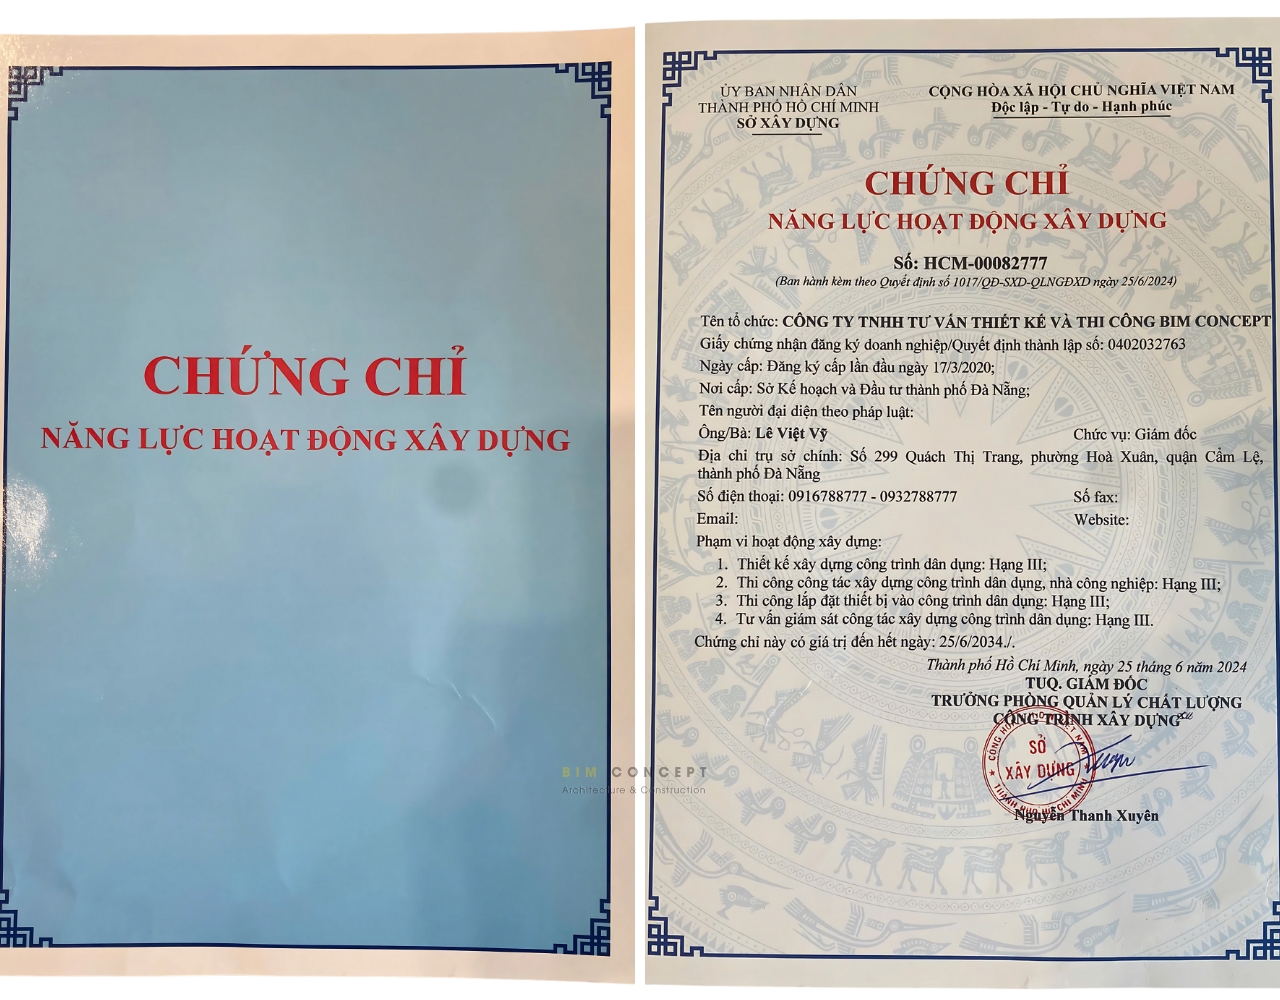 CHỨNG CHỈ
NĂNG LỰC HOẠT ĐỘNG XÂY DỰNG
BIM CONCEPT
Architecture & Construction
ỦY BAN NHÂN DÂN
THÀNH PHỐ HỒ CHÍ MINH
SỞ XÂY DỰNG
CỘNG HÒA XÃ HỘI CHỦ NGHĨA VIỆT NAM
Độc lập - Tự do - Hạnh phúc
CHỨNG CHỈ
NĂNG LỰC HOẠT ĐỘNG XÂY DỰNG
Số: HCM-00082777
(Ban hành kèm theo Quyết định số 1017/QĐ-SXD-QLNGĐXD ngày 25/6/2024)
Tên tổ chức: CÔNG TY TNHH TƯ VẤN THIẾT KẾ VÀ THI CÔNG BIM CONCEPT
Giấy chứng nhận đăng ký doanh nghiệp/Quyết định thành lập số: 0402032763
Ngày cấp: Đăng ký cấp lần đầu ngày 17/3/2020;
Nơi cấp: Sở Kế hoạch và Đầu tư thành phố Đà Nẵng;
Tên người đại diện theo pháp luật:
Ông/Bà: Lê Việt Vỹ Chức vụ: Giám đốc
Địa chỉ trụ sở chính: Số 299 Quách Thị Trang, phường Hoà Xuân, quận Cẩm Lệ,
thành phố Đà Nẵng
Số điện thoại: 0916788777 - 0932788777 Số fax:
Email: Website:
Phạm vi hoạt động xây dựng:
1. Thiết kế xây dựng công trình dân dụng: Hạng III;
2. Thi công công tác xây dựng công trình dân dụng, nhà công nghiệp: Hạng III;
3. Thi công lắp đặt thiết bị vào công trình dân dụng: Hạng III;
4. Tư vấn giám sát công tác xây dựng công trình dân dụng: Hạng III.
Chứng chỉ này có giá trị đến hết ngày: 25/6/2034./.
Thành phố Hồ Chí Minh, ngày 25 tháng 6 năm 2024
TUQ. GIÁM ĐỐC
TRƯỞNG PHÒNG QUẢN LÝ CHẤT LƯỢNG
CÔNG TRÌNH XÂY DỰNG
SỞ
XÂY DỰNG
Nguyễn Thanh Xuyên